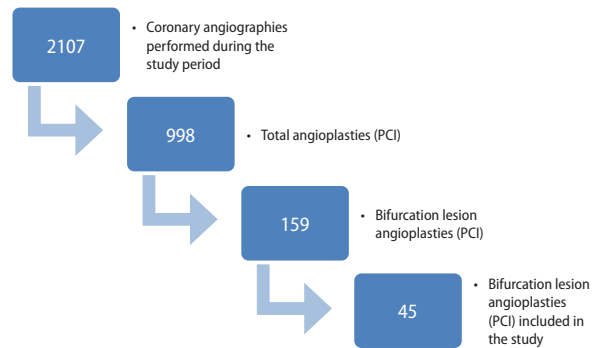 2107
• Coronary angiographies
performed during the
study period
998
• Total angioplasties (PCI)
159
• Bifurcation lesion
angioplasties (PCI)
45
• Bifurcation lesion
angioplasties
(PCI) included in
the study